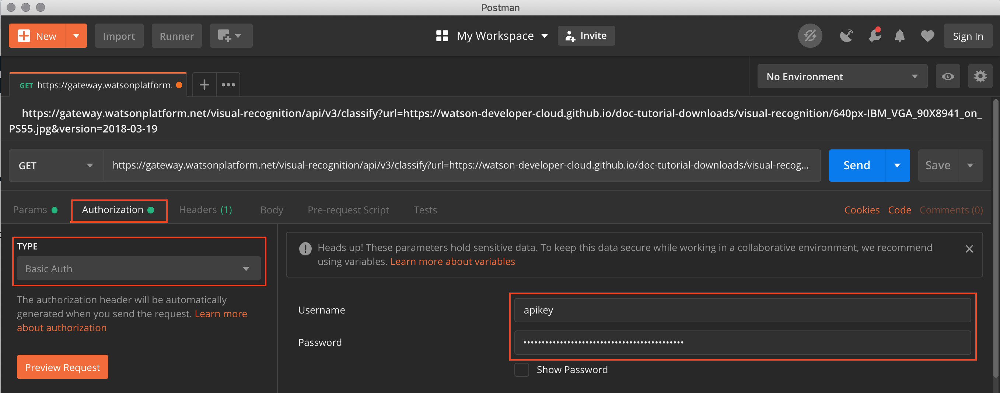 Postman
New
Import
Runner
My Workspace
Invite
Sign In
GET https://gateway.watsonplatform.
No Environment
https://gateway.watsonplatform.net/visual-recognition/api/v3/classify?url=https://watson-developer-cloud.github.io/doc-tutorial-downloads/visual-recognition/640px-IBM_VGA_90X8941_on_
PS55.jpg&version=2018-03-19
GET
https://gateway.watsonplatform.net/visual-recognition/api/v3/classify?url=https://watson-developer-cloud.github.io/doc-tutorial-downloads/visual-recog...
Send
Save
Params
Authorization
Headers (1)
Body
Pre-request Script
Tests
Cookies
Code
Comments (0)
TYPE
Basic Auth
The authorization header will be automatically
generated when you send the request. Learn more
about authorization
Preview Request
Heads up! These parameters hold sensitive data. To keep this data secure while working in a collaborative environment, we recommend
using variables. Learn more about variables
Username
apikey
Password
Show Password